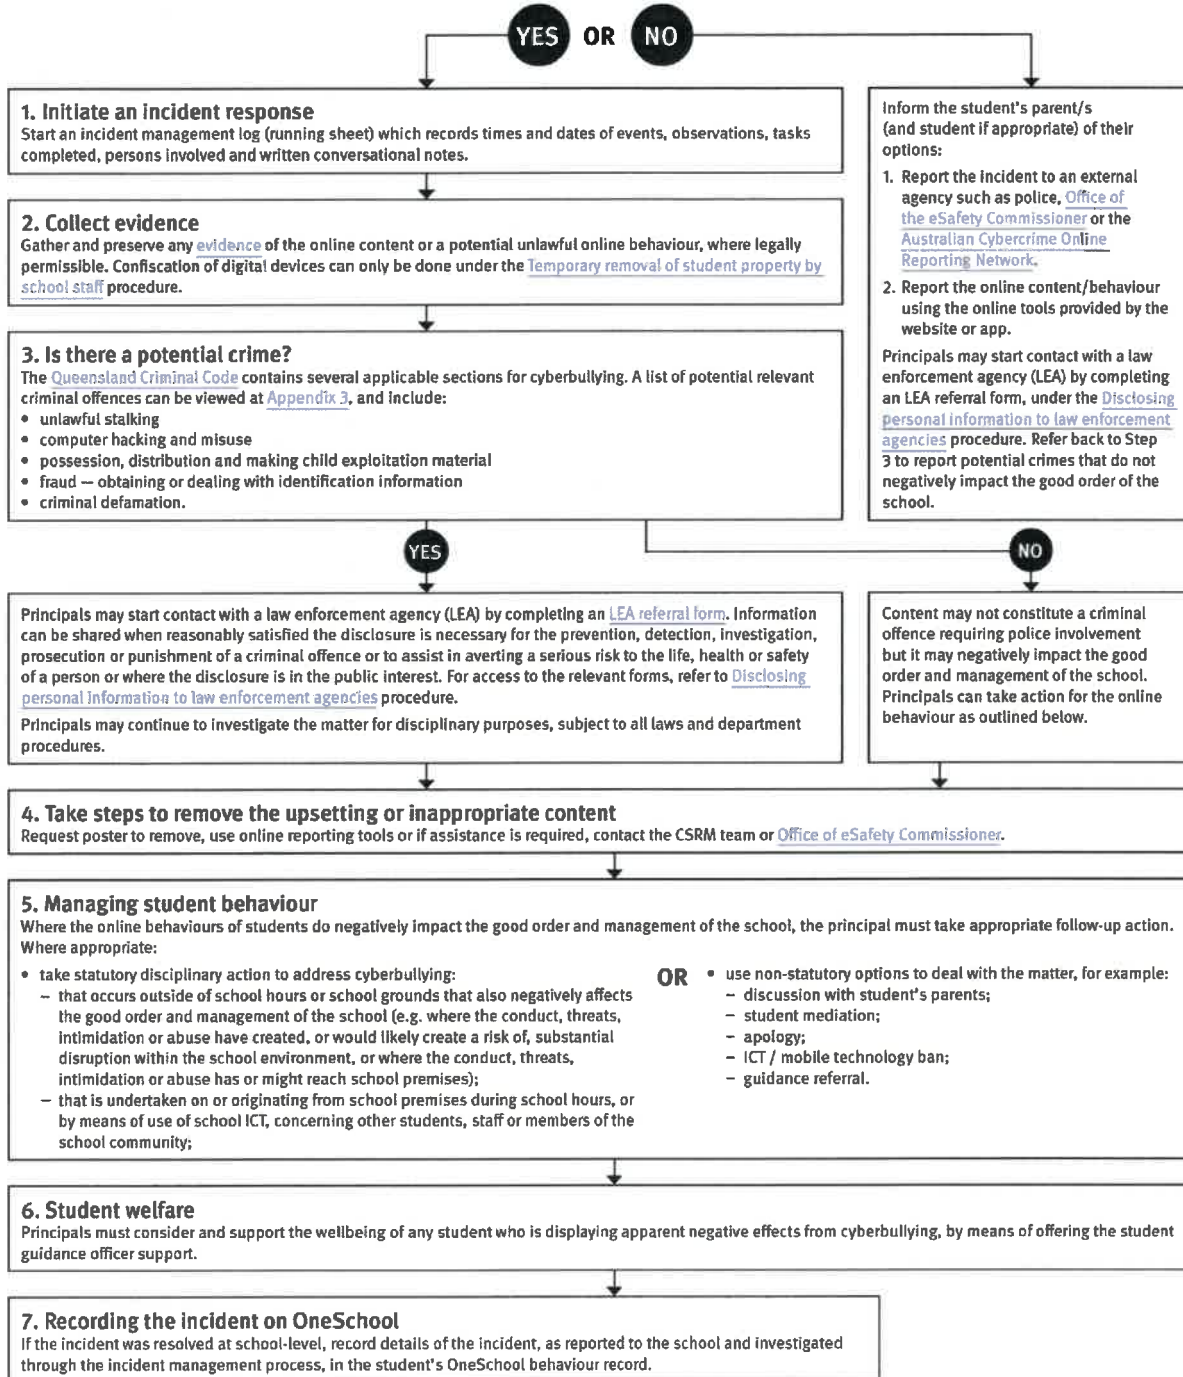 YES OR NO
1. Initiate an incident response
Start an incident management log (running sheet) which records times and dates of events, observations, tasks
completed, persons involved and written conversational notes.
2. Collect evidence
Gather and preserve any evidence of the online content or a potential unlawful online behaviour, where legally
permissible. Confiscation of digital devices can only be done under the Temporary removal of student property by
school staff procedure.
3. Is there a potential crime?
The Queensland Criminal Code contains several applicable sections for cyberbullying. A list of potential relevant
criminal offences can be viewed at Appendix 3, and include:
• unlawful stalking
• computer hacking and misuse
• possession, distribution and making child exploitation material
• fraud – obtaining or dealing with identification information
• criminal defamation.
Inform the student's parent/s
(and student if appropriate) of their
options:
1. Report the incident to an external
agency such as police, Office of
the eSafety Commissioner or the
Australian Cybercrime Online
Reporting Network.
2. Report the online content/behaviour
using the online tools provided by the
website or app.
Principals may start contact with a law
enforcement agency (LEA) by completing
an LEA referral form, under the Disclosing
personal information to law enforcement
agencies procedure. Refer back to Step
3 to report potential crimes that do not
negatively impact the good order of the
school.
YES
NO
Principals may start contact with a law enforcement agency (LEA) by completing an LEA referral form. Information
can be shared when reasonably satisfied the disclosure is necessary for the prevention, detection, investigation,
prosecution or punishment of a criminal offence or to assist in averting a serious risk to the life, health or safety
of a person or where the disclosure is in the public interest. For access to the relevant forms, refer to Disclosing
personal information to law enforcement agencies procedure.
Principals may continue to investigate the matter for disciplinary purposes, subject to all laws and department
procedures.
Content may not constitute a criminal
offence requiring police involvement
but it may negatively impact the good
order and management of the school.
Principals can take action for the online
behaviour as outlined below.
4. Take steps to remove the upsetting or inappropriate content
Request poster to remove, use online reporting tools or if assistance is required, contact the CSRM team or Office of eSafety Commissioner.
5. Managing student behaviour
Where the online behaviours of students do negatively impact the good order and management of the school, the principal must take appropriate follow-up action.
Where appropriate:
• take statutory disciplinary action to address cyberbullying:
– that occurs outside of school hours or school grounds that also negatively affects
the good order and management of the school (e.g. where the conduct, threats,
intimidation or abuse have created, or would likely create a risk of, substantial
disruption within the school environment, or where the conduct, threats,
intimidation or abuse has or might reach school premises);
– that is undertaken on or originating from school premises during school hours, or
by means of use of school ICT, concerning other students, staff or members of the
school community;
OR
• use non-statutory options to deal with the matter, for example:
– discussion with student's parents;
– student mediation;
– apology;
– ICT / mobile technology ban;
– guidance referral.
6. Student welfare
Principals must consider and support the wellbeing of any student who is displaying apparent negative effects from cyberbullying, by means of offering the student
guidance officer support.
7. Recording the incident on OneSchool
If the incident was resolved at school-level, record details of the incident, as reported to the school and investigated
through the incident management process, in the student's OneSchool behaviour record.